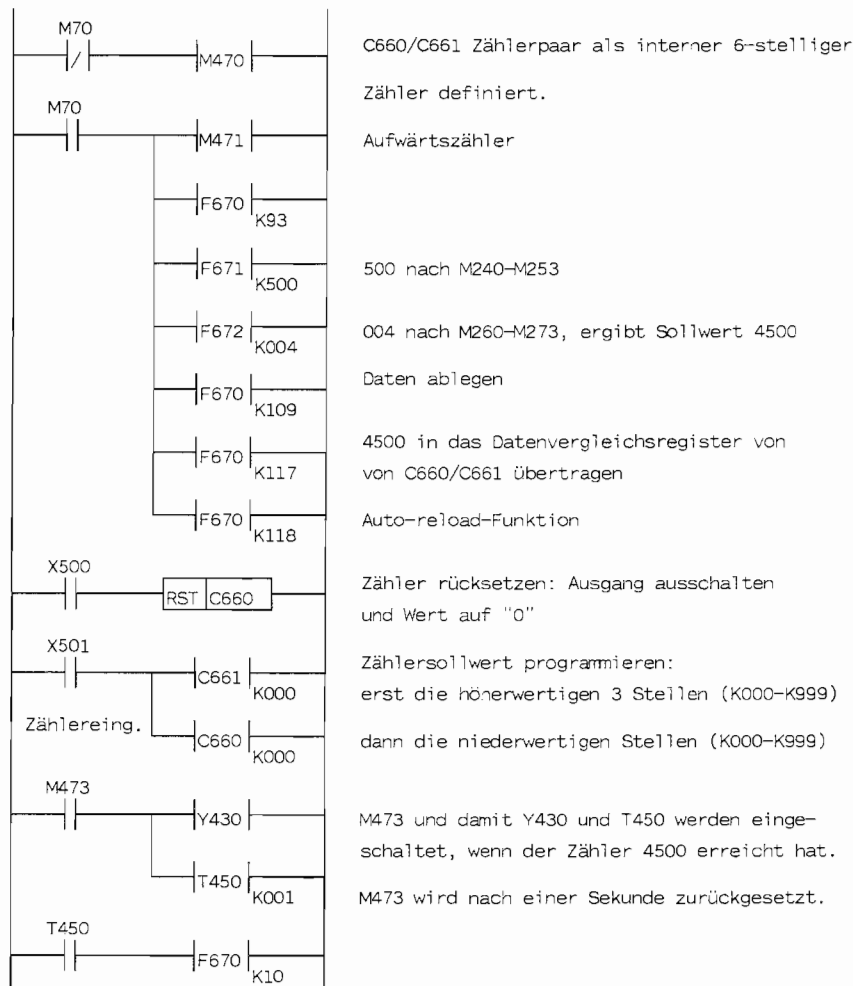 M70
M470
C660/C661 Zählerpaar als interner 6-stelliger
Zähler definiert.
M70
M471
Aufwärtszähler
F670
K93
F671
K500
500 nach M240-M253
F672
K004
004 nach M260-M273, ergibt Sollwert 4500
F670
K109
Daten ablegen
F670
K117
4500 in das Datenvergleichsregister von
von C660/C661 übertragen
F670
K118
Auto-reload-Funktion
X500
RST C660
Zähler rücksetzen: Ausgang ausschalten
und Wert auf "0"
X501
C661
K000
Zählersollwert programmieren:
erst die höherwertigen 3 Stellen (K000-K999)
Zählereing.
C660
K000
dann die niederwertigen Stellen (K000-K999)
M473
Y430
M473 und damit Y430 und T450 werden einge-
schaltet, wenn der Zähler 4500 erreicht hat.
T450
K001
M473 wird nach einer Sekunde zurückgesetzt.
T450
F670
K10